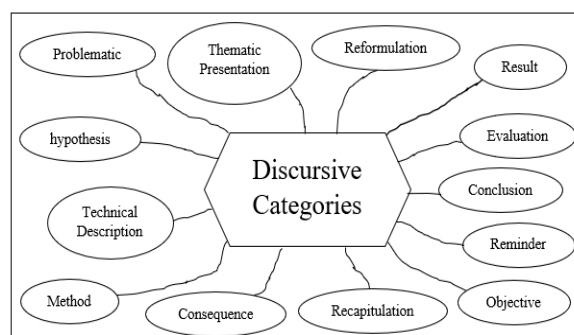 Problematic
Thematic
Presentation
Reformulation
Result
hypothesis
Evaluation
Discursive
Categories
Conclusion
Technical
Description
Reminder
Method
Consequence
Recapitulation
Objective